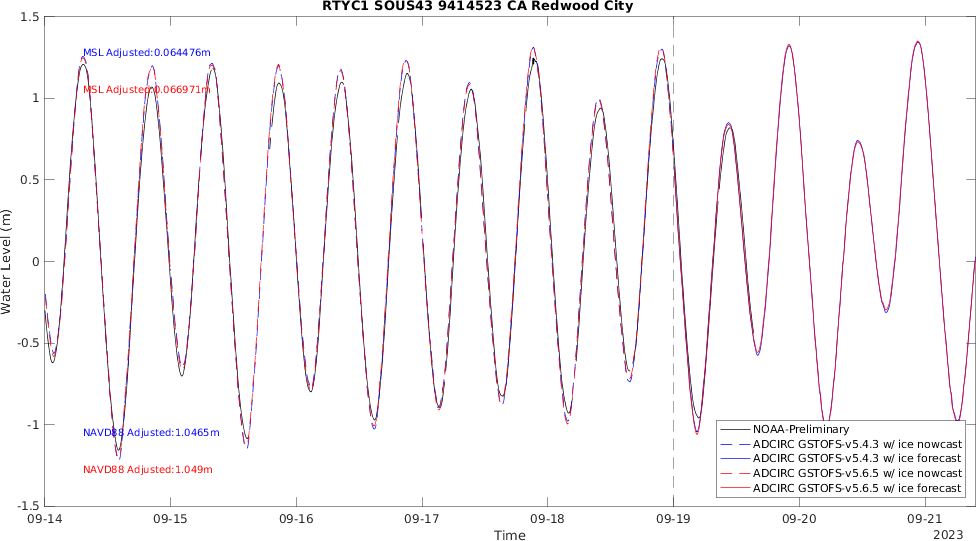 RTYC1 SOUS43 9414523 CA Redwood City
1.5
1
0.5
0
-0.5
-1
-1.5
Water Level (m)
MSL Adjusted:0.064476m
MSL Adjusted:0.066971m
NAVD88 Adjusted:1.0465m
NAVD88 Adjusted:1.049m
NOAA-Preliminary
ADCIRC GSTOFS-v5.4.3 w/ ice nowcast
ADCIRC GSTOFS-v5.4.3 w/ ice forecast
ADCIRC GSTOFS-v5.6.5 w/ ice nowcast
ADCIRC GSTOFS-v5.6.5 w/ ice forecast
09-14 09-15 09-16 09-17 09-18 09-19 09-20 09-21
Time
2023